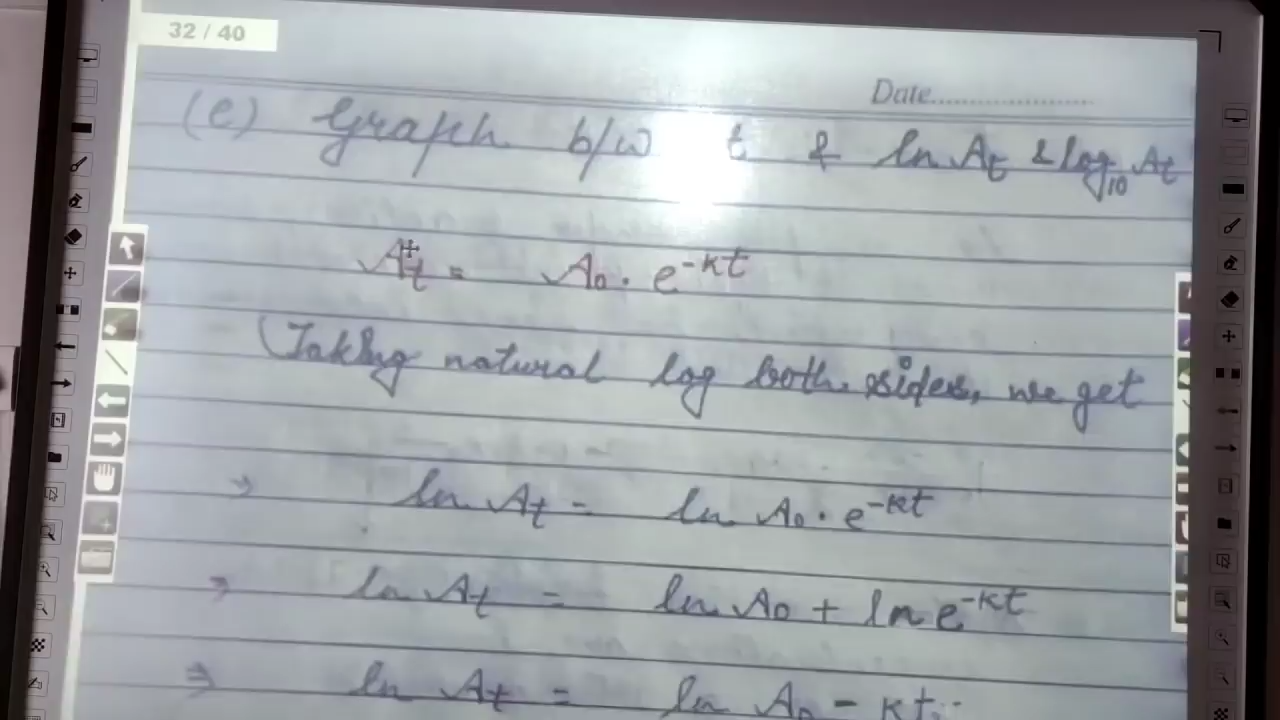 32 / 40
Date....................
(e) Graph b/w t & ln Aₜ & log₁₀ Aₜ
Aₜ = A₀ · e⁻ᴷᵗ
(Taking natural log both sides, we get
⇒ ln Aₜ = ln A₀ · e⁻ᴷᵗ
⇒ ln Aₜ = ln A₀ + ln e⁻ᴷᵗ
⇒ ln Aₜ = ln A₀ – Kt